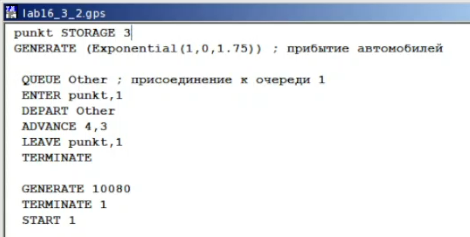 lab16_3_2.gps
punkt STORAGE 3
GENERATE (Exponential(1,0,1.75)) ; прибытие автомобилей
QUEUE Other ; присоединение к очереди 1
ENTER punkt,1
DEPART Other
ADVANCE 4,3
LEAVE punkt,1
TERMINATE
GENERATE 10080
TERMINATE 1
START 1